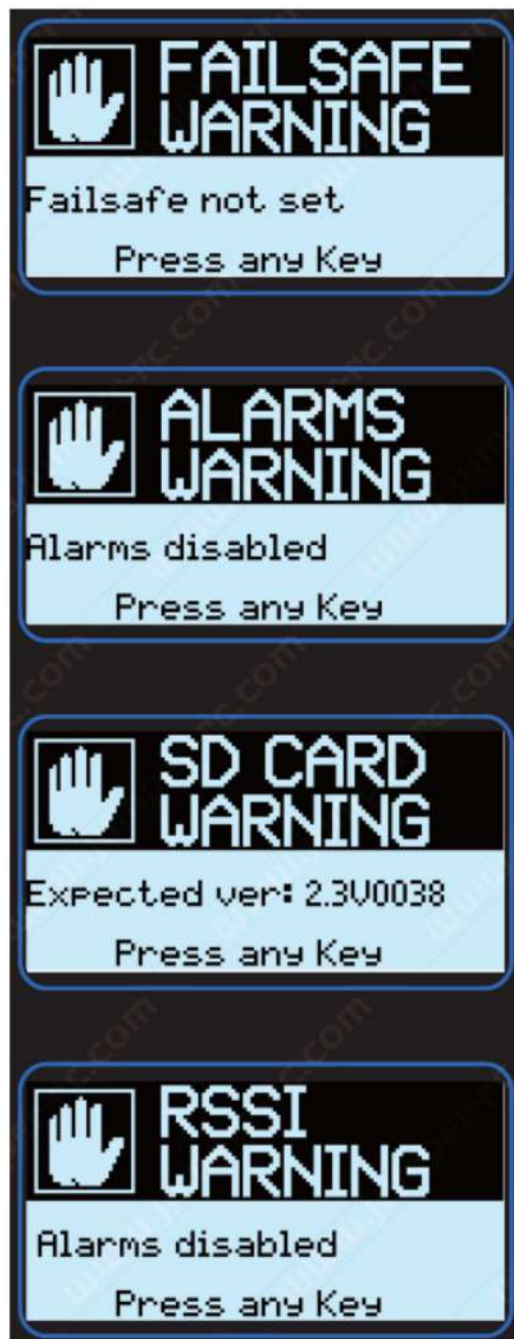 FAILSAFE
WARNING
Failsafe not set
Press any Key
ALARMS
WARNING
Alarms disabled
Press any Key
SD CARD
WARNING
Expected ver: 2.3V0038
Press any Key
RSSI
WARNING
Alarms disabled
Press any Key